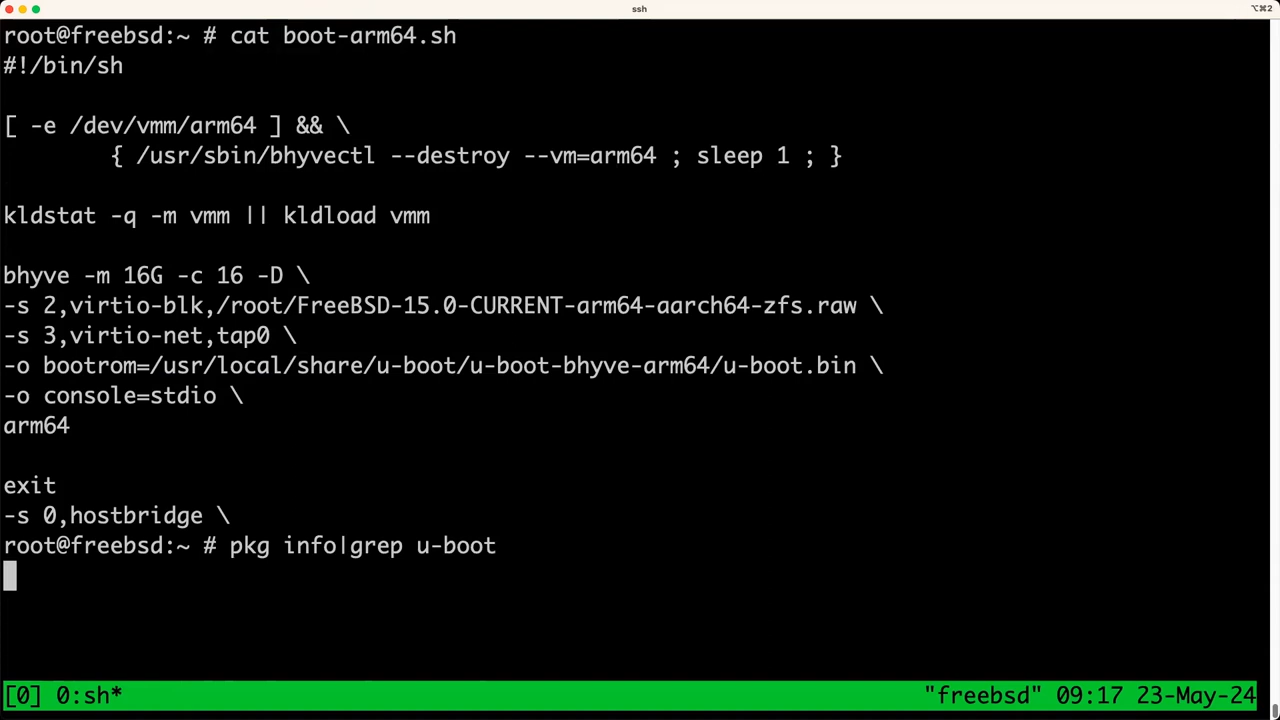 ssh
⌥⌘2
root@freebsd:~ # cat boot-arm64.sh
#!/bin/sh
[ -e /dev/vmm/arm64 ] && \
{ /usr/sbin/bhyvectl --destroy --vm=arm64 ; sleep 1 ; }
kldstat -q -m vmm || kldload vmm
bhyve -m 16G -c 16 -D \
-s 2,virtio-blk,/root/FreeBSD-15.0-CURRENT-arm64-aarch64-zfs.raw \
-s 3,virtio-net,tap0 \
-o bootrom=/usr/local/share/u-boot/u-boot-bhyve-arm64/u-boot.bin \
-o console=stdio \
arm64
exit
-s 0,hostbridge \
root@freebsd:~ # pkg info|grep u-boot
[0] 0:sh* "freebsd" 09:17 23-May-24